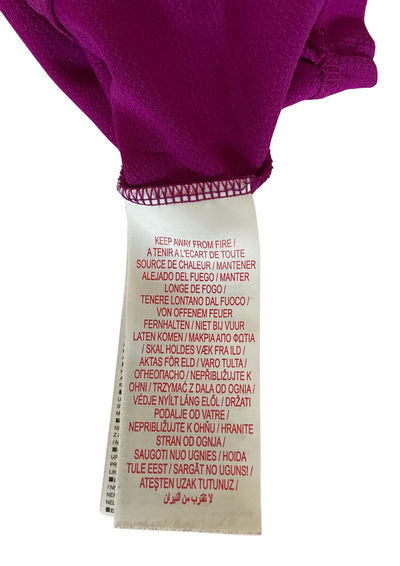 KEEP AWAY FROM FIRE /
A TENIR A L'ECART DE TOUTE
SOURCE DE CHALEUR / MANTENER
ALEJADO DEL FUEGO / MANTER
LONGE DE FOGO /
TENERE LONTANO DAL FUOCO /
VON OFFENEM FEUER
FERNHALTEN / NIET BIJ VUUR
LATEN KOMEN / ΜΑΚΡΙΑ ΑΠΟ ΦΩΤΙΑ
/ SKAL HOLDES VÆK FRA ILD /
AKTAS FÖR ELD / VARO TULTA /
ОГНЕОПАСНО / NEPŘIBLIŽUJTE K
OHNI / TRZYMAĆ Z DALA OD OGNIA /
VÉDJE NYÍLT LÁNG ELŐL / DRŽATI
PODALJE OD VATRE /
NEPRIBLIŽUJTE K OHŇU / HRANITE
STRAN OD OGNJA /
SAUGOTI NUO UGNIES / HOIDA
TULE EEST / SARGĀT NO UGUNS! /
ATEŞTEN UZAK TUTUNUZ /
لا تقترب من النيران